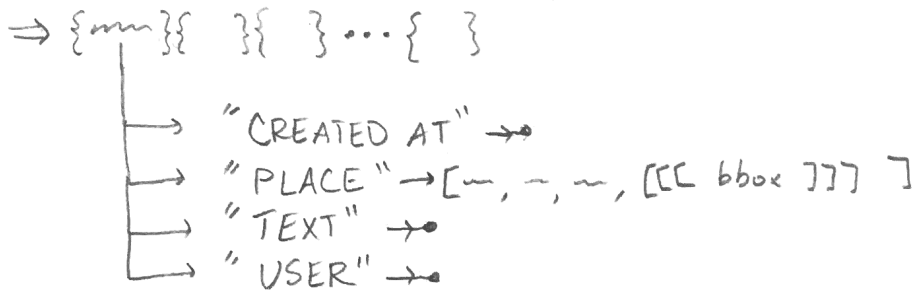 ⇒ {~~}{ }{ }...{ }
"CREATED AT" →
"PLACE" → [~, ~, ~, [[[ bbox ]]] ]
"TEXT" →
"USER" →